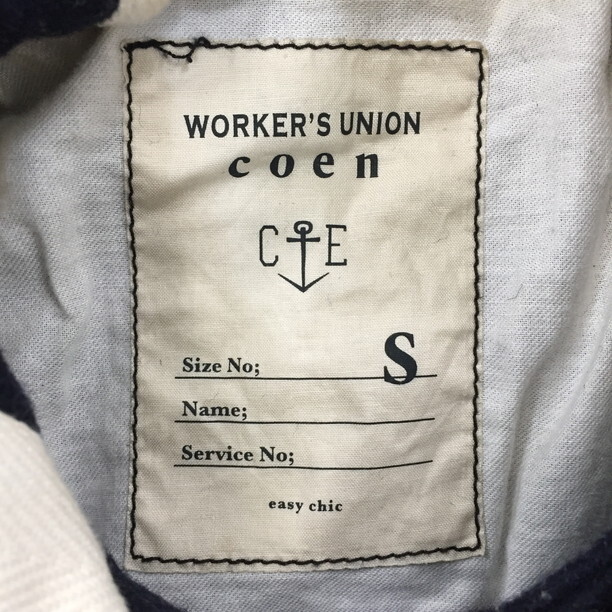 WORKER'S UNION
coen
C E
Size No; S
Name;
Service No;
easy chic